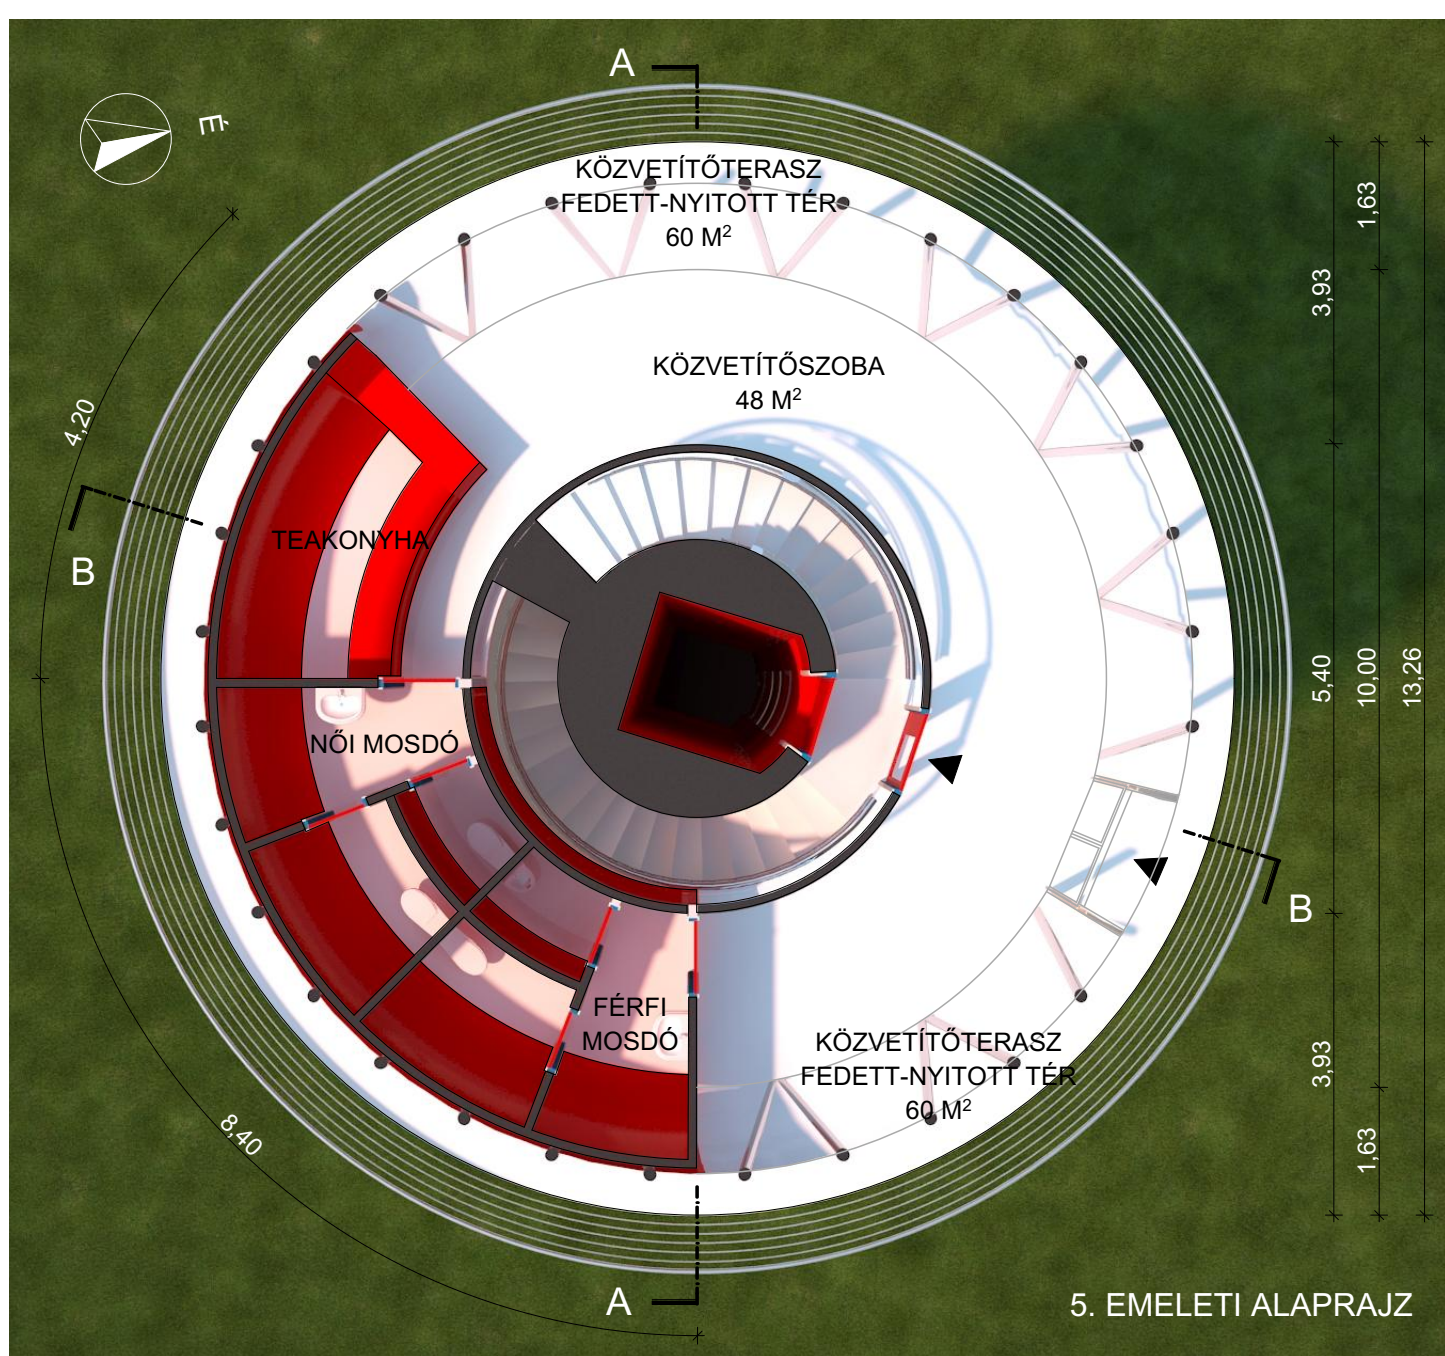 A
É
KÖZVETÍTŐTERASZ
FEDETT-NYITOTT TÉR
60 M²
1,63
3,93
KÖZVETÍTŐSZOBA
48 M²
4,20
TEAKONYHA
B
5,40
10,00
13,26
NŐI MOSDÓ
B
FÉRFI
MOSDÓ
KÖZVETÍTŐTERASZ
FEDETT-NYITOTT TÉR
60 M²
3,93
1,63
8,40
A
5. EMELETI ALAPRAJZ